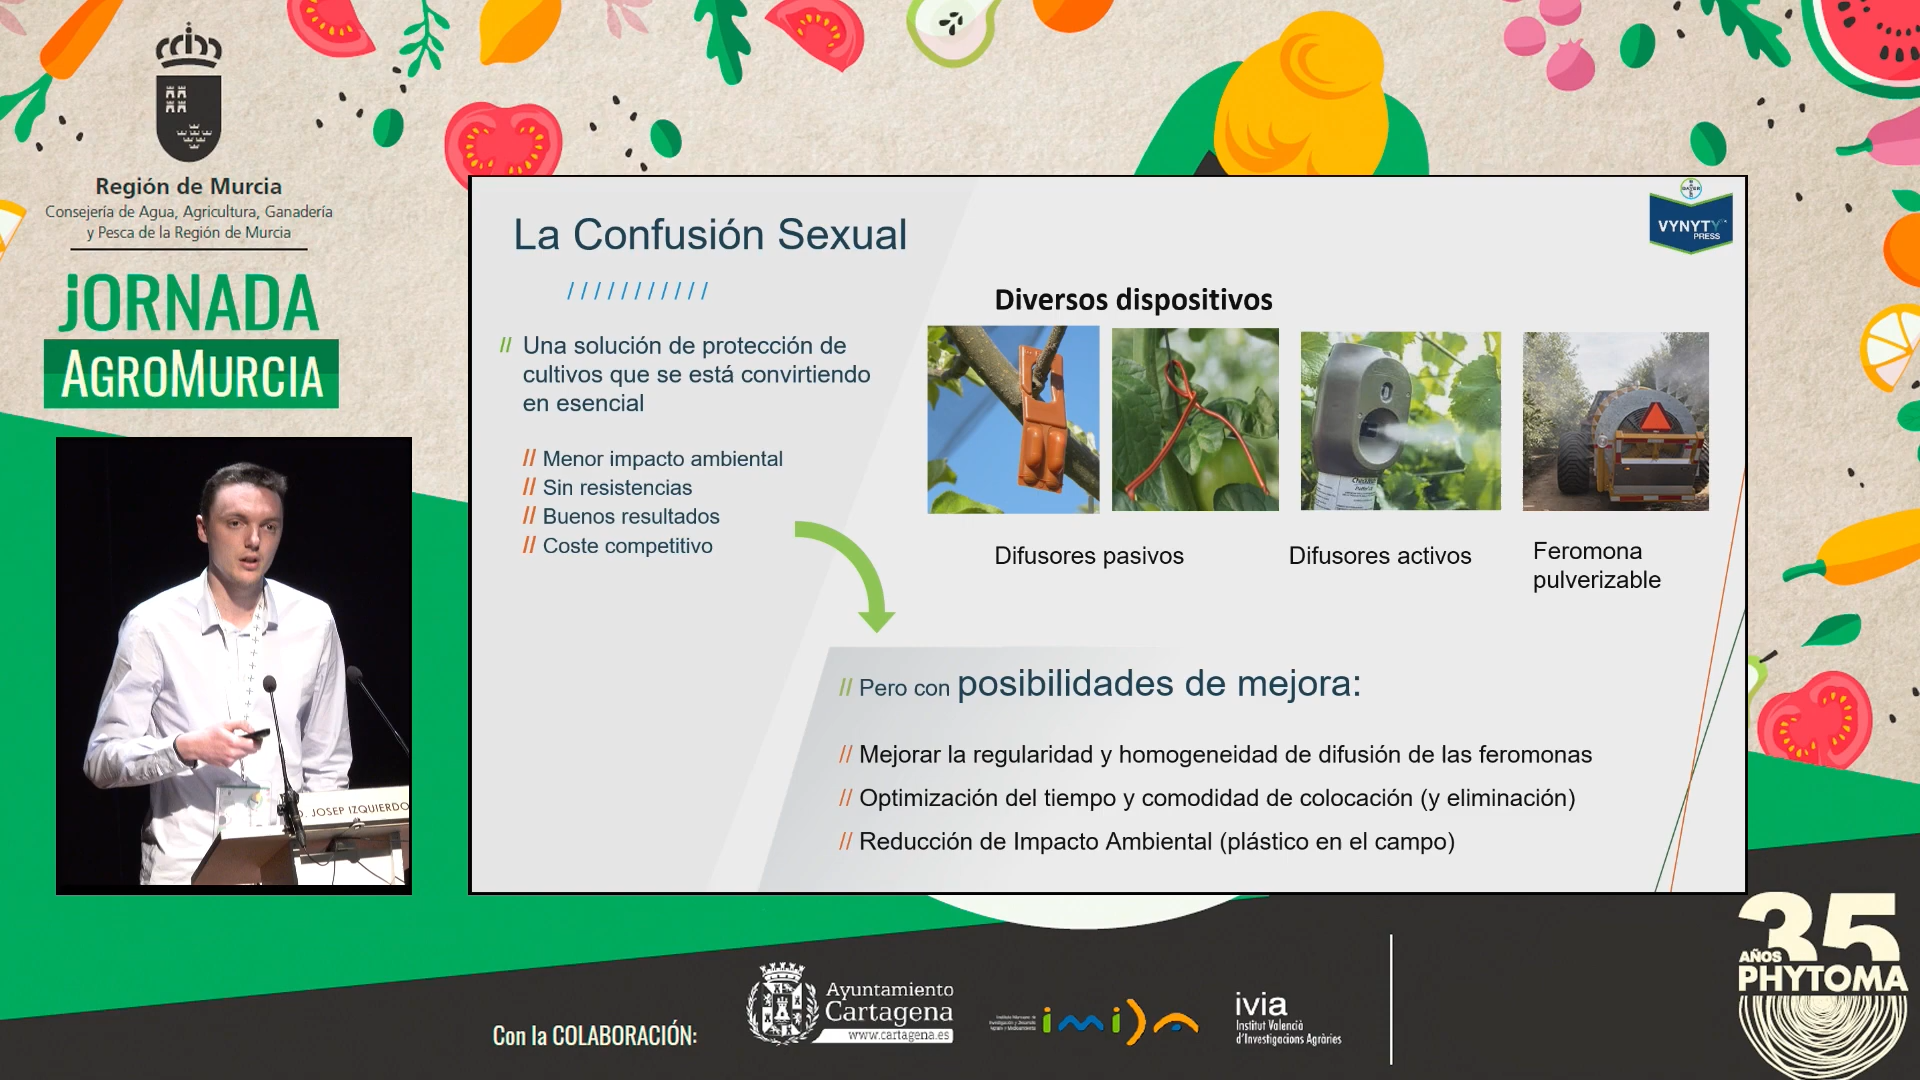 Región de Murcia
Consejería de Agua, Agricultura, Ganadería
y Pesca de la Región de Murcia
jORNADA
AGROMURCIA
La Confusión Sexual
///////////
// Una solución de protección de
cultivos que se está convirtiendo
en esencial
// Menor impacto ambiental
// Sin resistencias
// Buenos resultados
// Coste competitivo
BAYER
VYNYTY
PRESS
Diversos dispositivos
Difusores pasivos
Difusores activos
Feromona
pulverizable
// Pero con posibilidades de mejora:
// Mejorar la regularidad y homogeneidad de difusión de las feromonas
// Optimización del tiempo y comodidad de colocación (y eliminación)
// Reducción de Impacto Ambiental (plástico en el campo)
D. JOSEP IZQUIERDO
Con la COLABORACIÓN:
Ayuntamiento
Cartagena
www.cartagena.es
imida
ivia
Institut Valencià
d'Investigacions Agràries
35
AÑOS
PHYTOMA